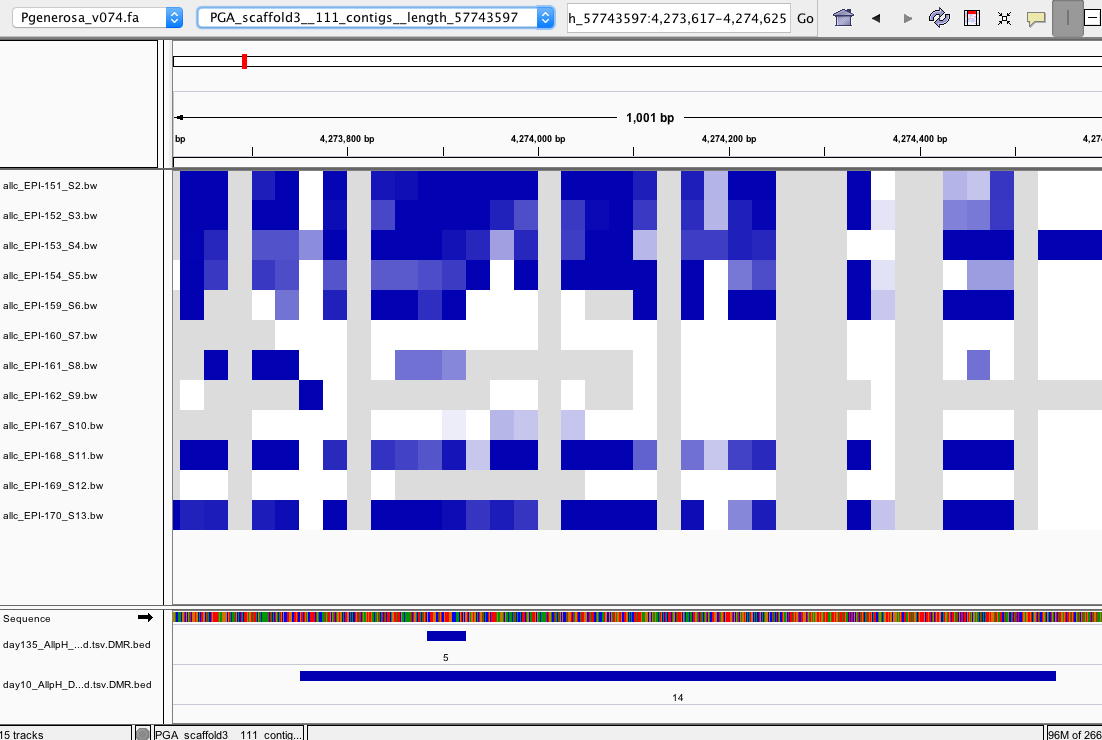 Pgenerosa_v074.fa PGA_scaffold3__111_contigs__length_57743597 h_57743597:4,273,617-4,274,625 Go
1,001 bp
bp 4,273,800 bp 4,274,000 bp 4,274,200 bp 4,274,400 bp 4,274
allc_EPI-151_S2.bw
allc_EPI-152_S3.bw
allc_EPI-153_S4.bw
allc_EPI-154_S5.bw
allc_EPI-159_S6.bw
allc_EPI-160_S7.bw
allc_EPI-161_S8.bw
allc_EPI-162_S9.bw
allc_EPI-167_S10.bw
allc_EPI-168_S11.bw
allc_EPI-169_S12.bw
allc_EPI-170_S13.bw
Sequence
day135_AllpH_...d.tsv.DMR.bed
5
day10_AllpH_D...d.tsv.DMR.bed
14
15 tracks PGA_scaffold3__111_contig... 96M of 266